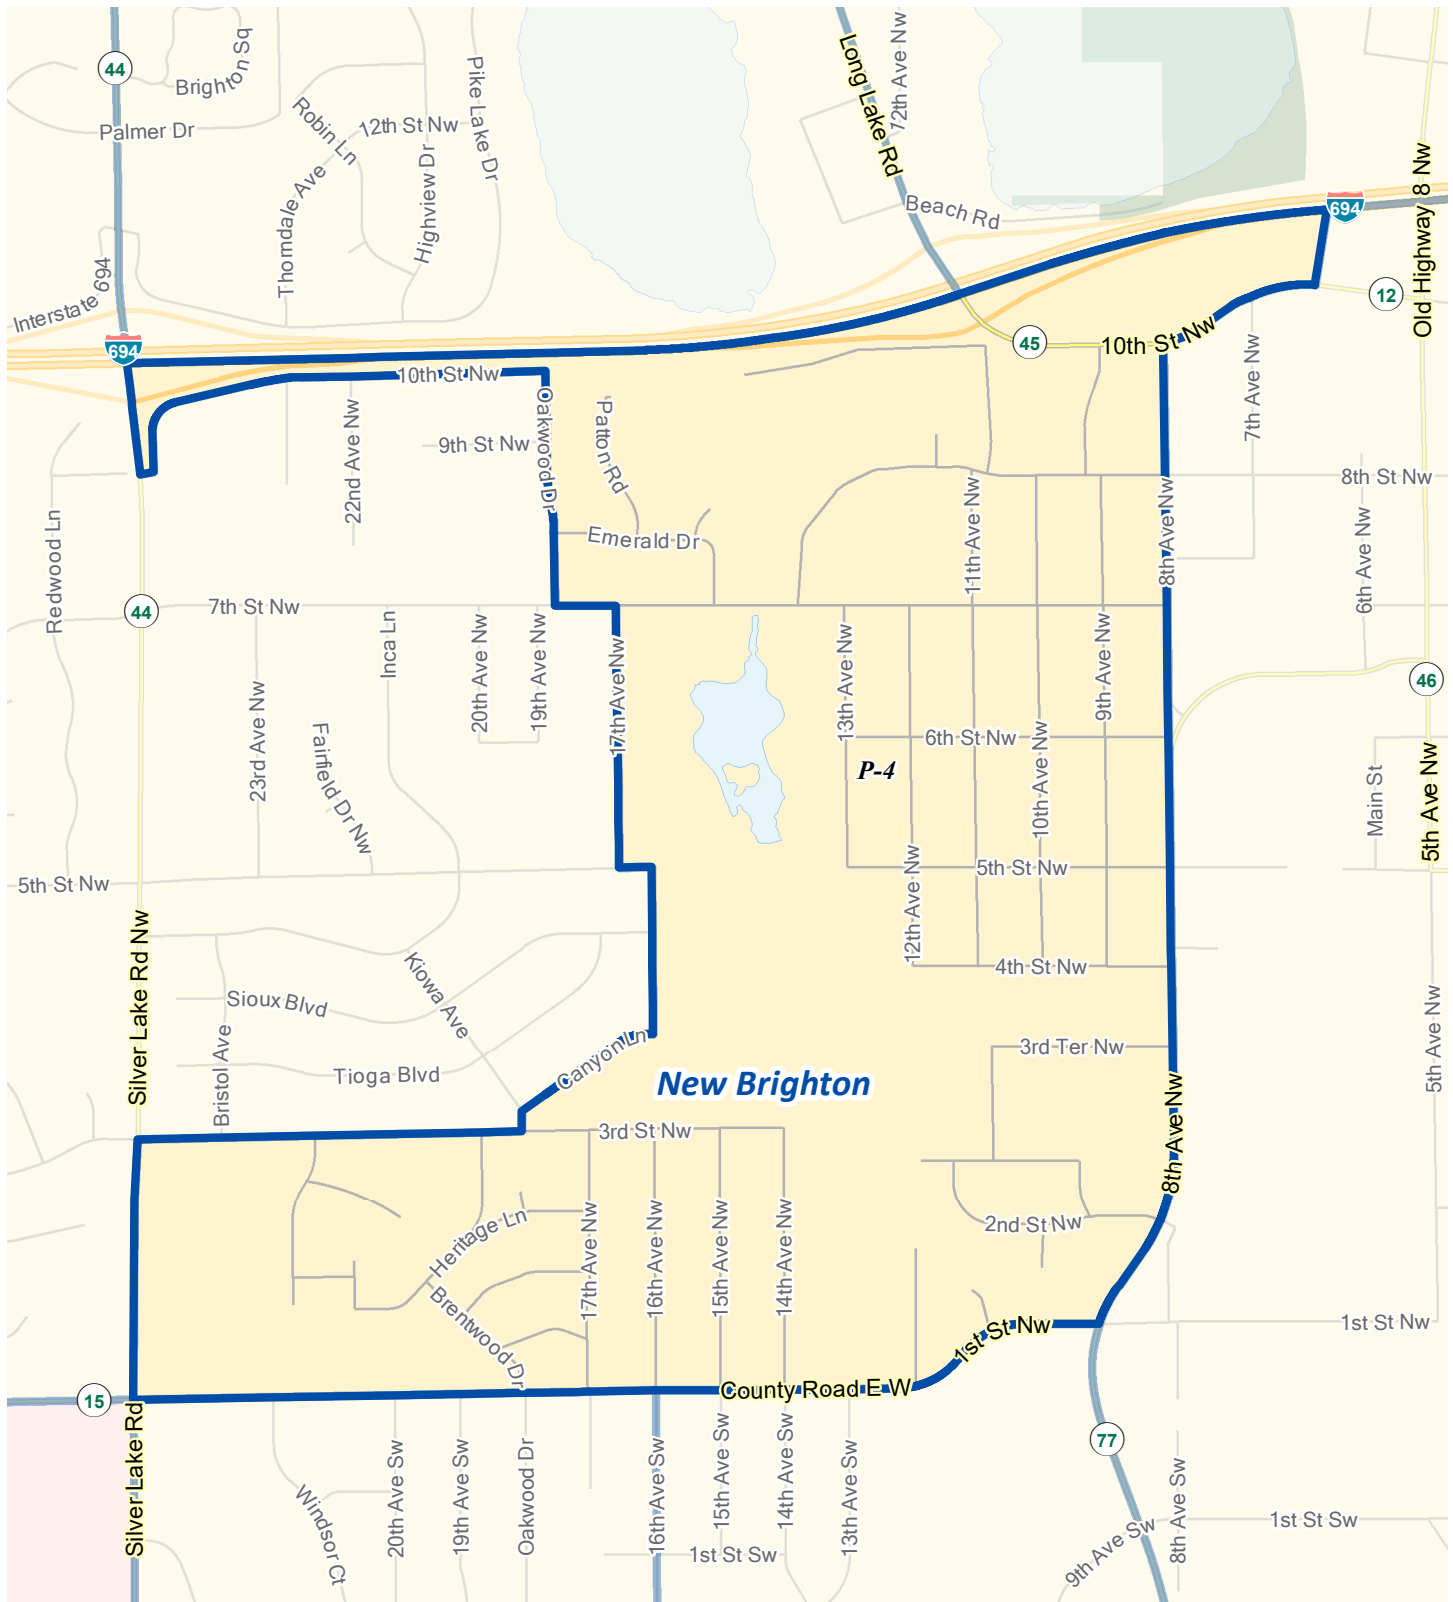 44
Brighton Sq
Palmer Dr
Robin Ln
12th St Nw
Pike Lake Dr
Thorndale Ave
Highview Dr
Long Lake Rd
12th Ave Nw
Beach Rd
Old Highway 8 Nw
Interstate 694
694
694
12
45
10th St Nw
10th St Nw
Oakwood Dr
Patton Rd
9th St Nw
22nd Ave Nw
7th Ave Nw
8th St Nw
Redwood Ln
Emerald Dr
11th Ave Nw
8th Ave Nw
6th Ave Nw
44
7th St Nw
Inca Ln
20th Ave Nw
19th Ave Nw
17th Ave Nw
13th Ave Nw
9th Ave Nw
46
23rd Ave Nw
Fairfield Dr Nw
6th St Nw
10th Ave Nw
P-4
Main St
5th Ave Nw
5th St Nw
5th St Nw
12th Ave Nw
Silver Lake Rd Nw
Kiowa Ave
4th St Nw
Sioux Blvd
Bristol Ave
Canyon Ln
3rd Ter Nw
5th Ave Nw
Tioga Blvd
New Brighton
8th Ave Nw
3rd St Nw
Heritage Ln
17th Ave Nw
16th Ave Nw
15th Ave Nw
14th Ave Nw
2nd St Nw
Brentwood Dr
1st St Nw
1st St Nw
County Road E W
15
Silver Lake Rd
Windsor Ct
20th Ave Sw
19th Ave Sw
Oakwood Dr
16th Ave Sw
15th Ave Sw
14th Ave Sw
13th Ave Sw
77
1st St Sw
9th Ave Sw
8th Ave Sw
1st St Sw